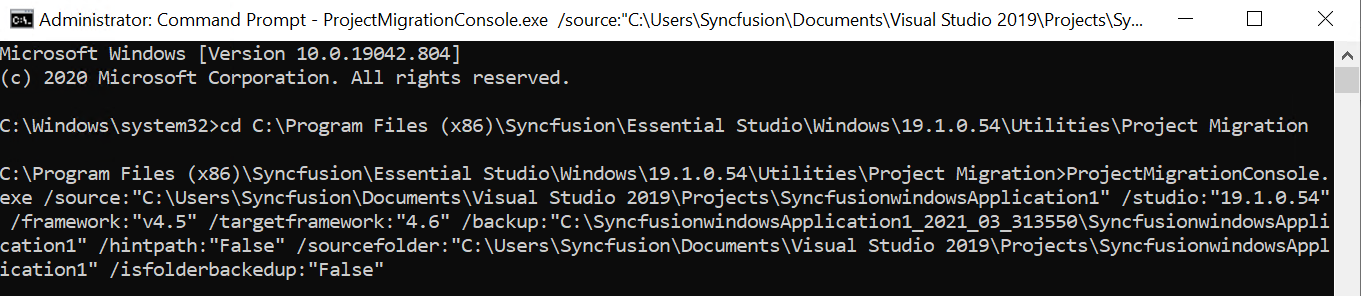 Administrator: Command Prompt - ProjectMigrationConsole.exe  /source:"C:\Users\Syncfusion\Documents\Visual Studio 2019\Projects\Sy...
Microsoft Windows [Version 10.0.19042.804]
(c) 2020 Microsoft Corporation. All rights reserved.
C:\Windows\system32>cd C:\Program Files (x86)\Syncfusion\Essential Studio\Windows\19.1.0.54\Utilities\Project Migration
C:\Program Files (x86)\Syncfusion\Essential Studio\Windows\19.1.0.54\Utilities\Project Migration>ProjectMigrationConsole.
exe /source:"C:\Users\Syncfusion\Documents\Visual Studio 2019\Projects\SyncfusionwindowsApplication1" /studio:"19.1.0.54"
 /framework:"v4.5" /targetframework:"4.6" /backup:"C:\SyncfusionwindowsApplication1_2021_03_313550\SyncfusionwindowsAppli
cation1" /hintpath:"False" /sourcefolder:"C:\Users\Syncfusion\Documents\Visual Studio 2019\Projects\SyncfusionwindowsAppl
ication1" /isfolderbackedup:"False"